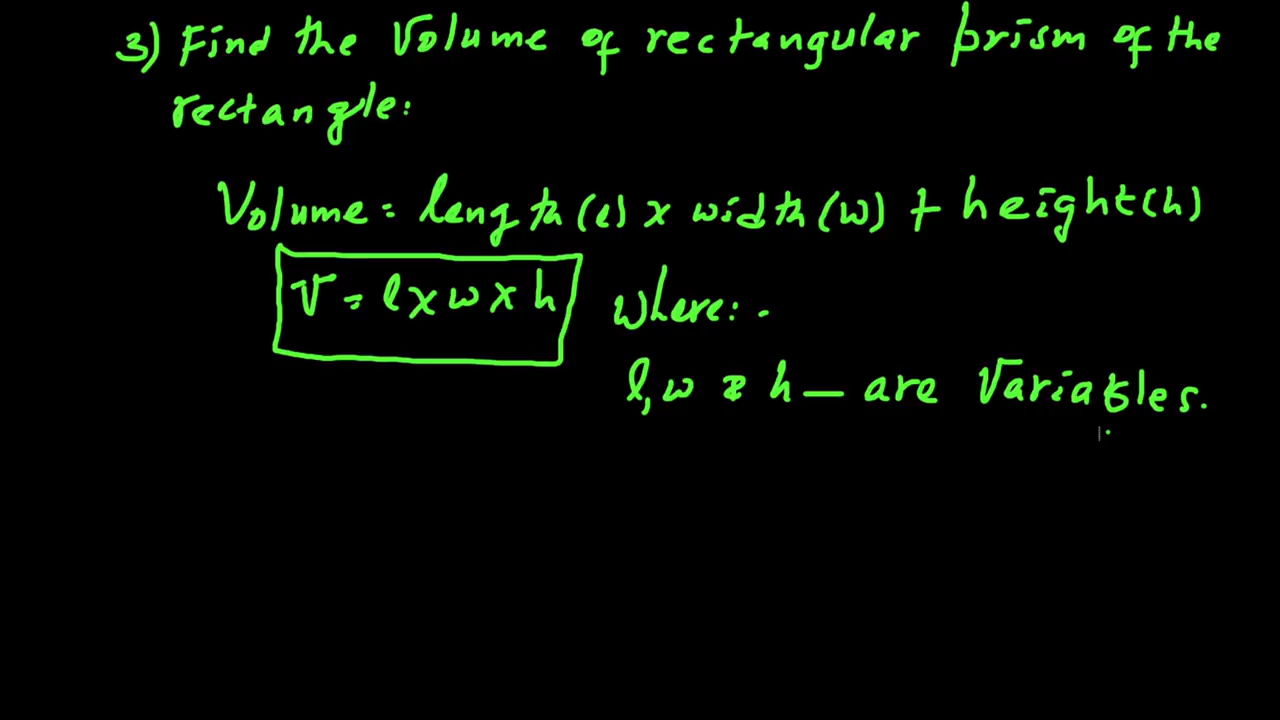 3) Find the Volume of rectangular prism of the
rectangle:
Volume = length (l) x width (w) + height (h)
V = l x w x h where: -
l, w & h — are Variables.